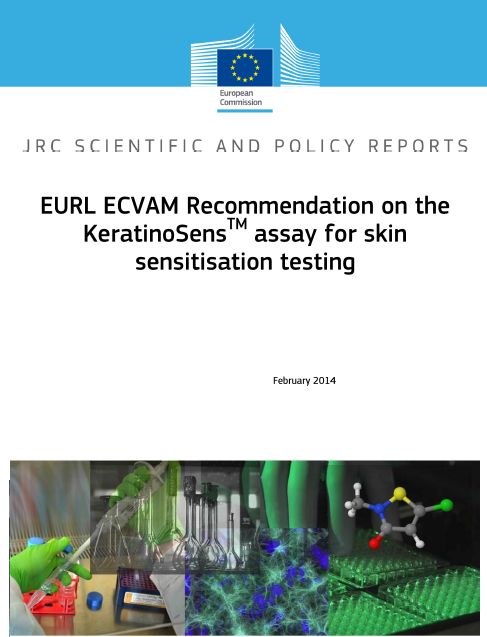 European
Commission
JRC SCIENTIFIC AND POLICY REPORTS
EURL ECVAM Recommendation on the
KeratinoSens™ assay for skin
sensitisation testing
February 2014